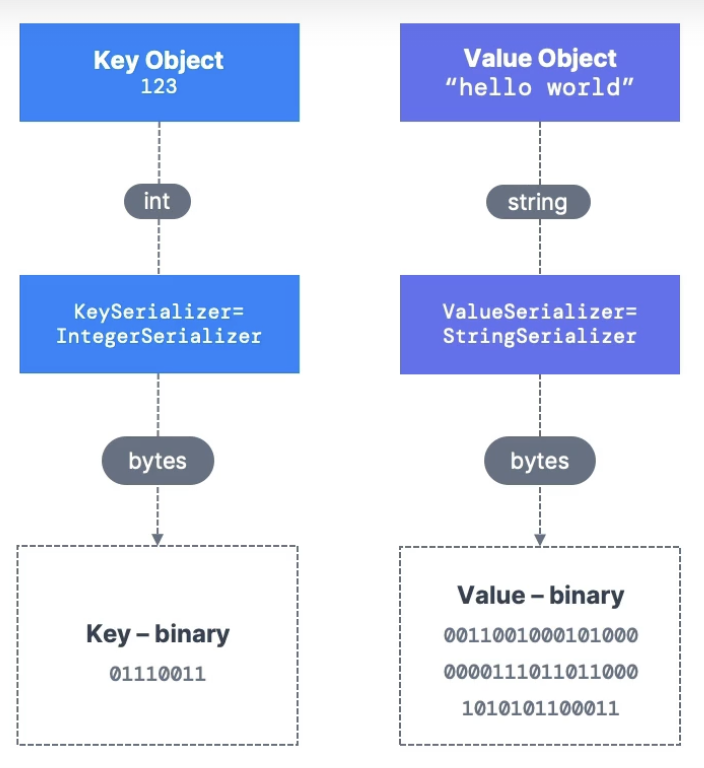 Key Object
123
int
KeySerializer=
IntegerSerializer
bytes
Key – binary
01110011
Value Object
“hello world”
string
ValueSerializer=
StringSerializer
bytes
Value – binary
0011001000101000
0000111011011000
1010101100011